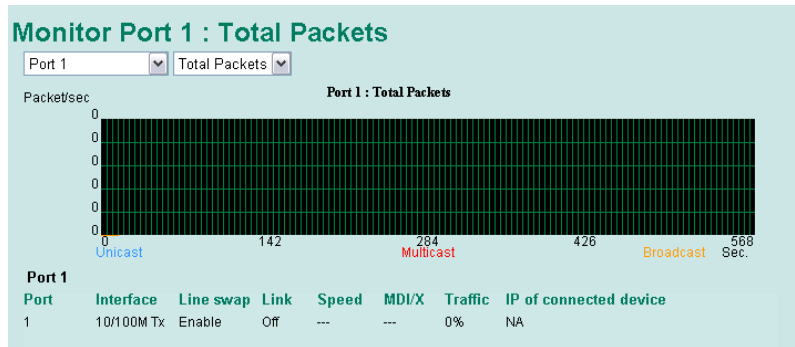 Monitor Port 1 : Total Packets
Port 1 Total Packets
Packet/sec Port 1 : Total Packets
0
0
0
0
0
0
0 142 284 426 568
Unicast Multicast Broadcast Sec.
Port 1
Port Interface Line swap Link Speed MDI/X Traffic IP of connected device
1 10/100M Tx Enable Off --- --- 0% NA